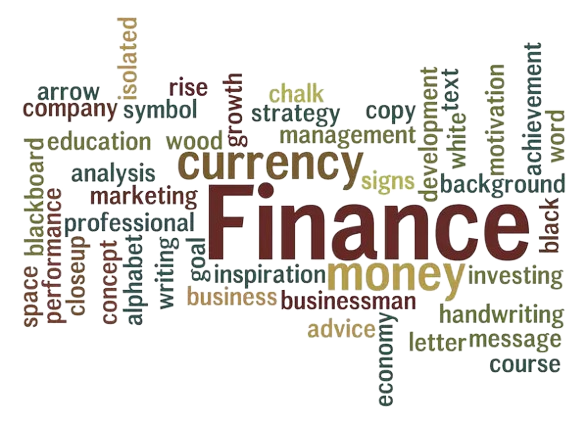 isolated
arrow
rise
growth
chalk
company
symbol
strategy
copy
development
text
white
motivation
achievement
word
education
wood
management
blackboard
analysis
currency
signs
background
marketing
professional
Finance
black
space
performance
closeup
concept
alphabet
writing
goal
inspiration
money
investing
business
businessman
advice
economy
handwriting
letter
message
course